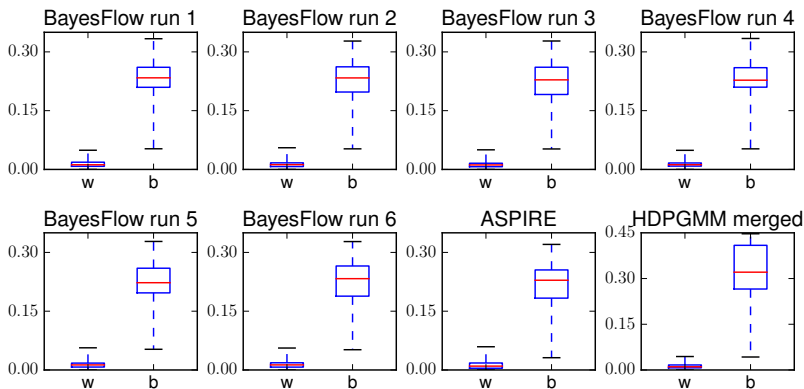 BayesFlow run 1 BayesFlow run 2 BayesFlow run 3 BayesFlow run 4
0.30 0.30 0.30 0.30
0.15 0.15 0.15 0.15
0.00 0.00 0.00 0.00
w b w b w b w b
BayesFlow run 5 BayesFlow run 6 ASPIRE HDPGMM merged
0.45
0.30 0.30 0.30 0.30
0.15 0.15 0.15 0.15
0.00 0.00 0.00 0.00
w b w b w b w b